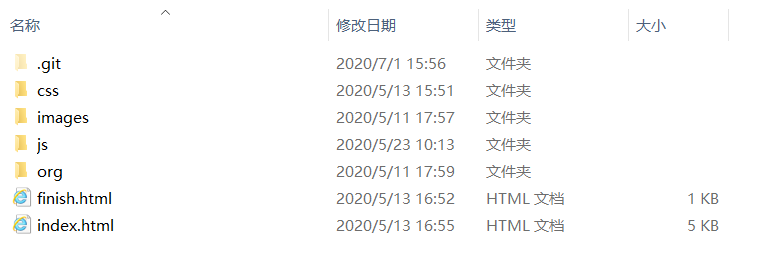 名称 修改日期 类型 大小
.git 2020/7/1 15:56 文件夹
css 2020/5/13 15:51 文件夹
images 2020/5/11 17:57 文件夹
js 2020/5/23 10:13 文件夹
org 2020/5/11 17:59 文件夹
finish.html 2020/5/13 16:52 HTML 文档 1 KB
index.html 2020/5/13 16:55 HTML 文档 5 KB